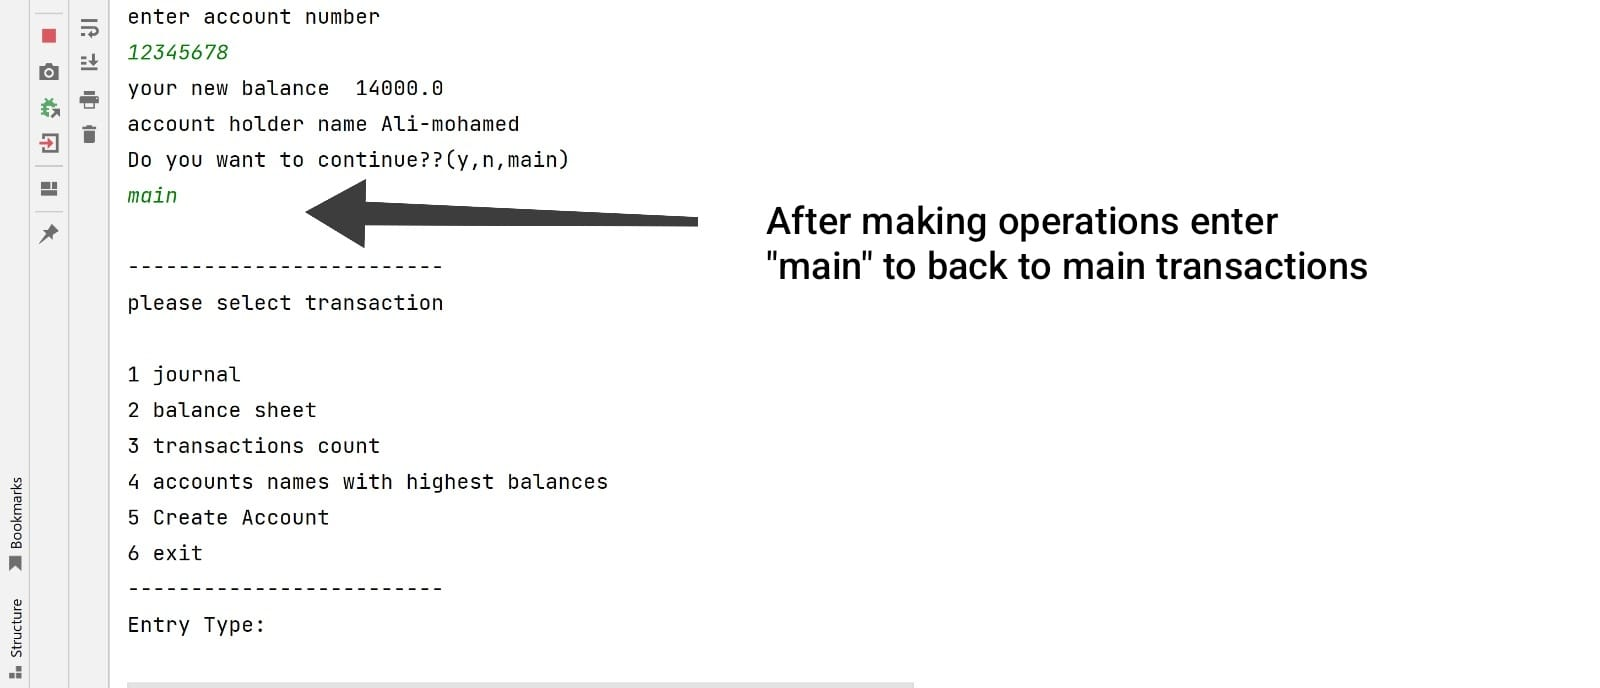 enter account number
12345678
your new balance  14000.0
account holder name Ali-mohamed
Do you want to continue??(y,n,main)
main
After making operations enter
"main" to back to main transactions
-------------------------
please select transaction
1 journal
2 balance sheet
3 transactions count
4 accounts names with highest balances
5 Create Account
6 exit
-------------------------
Entry Type:
Bookmarks
Structure